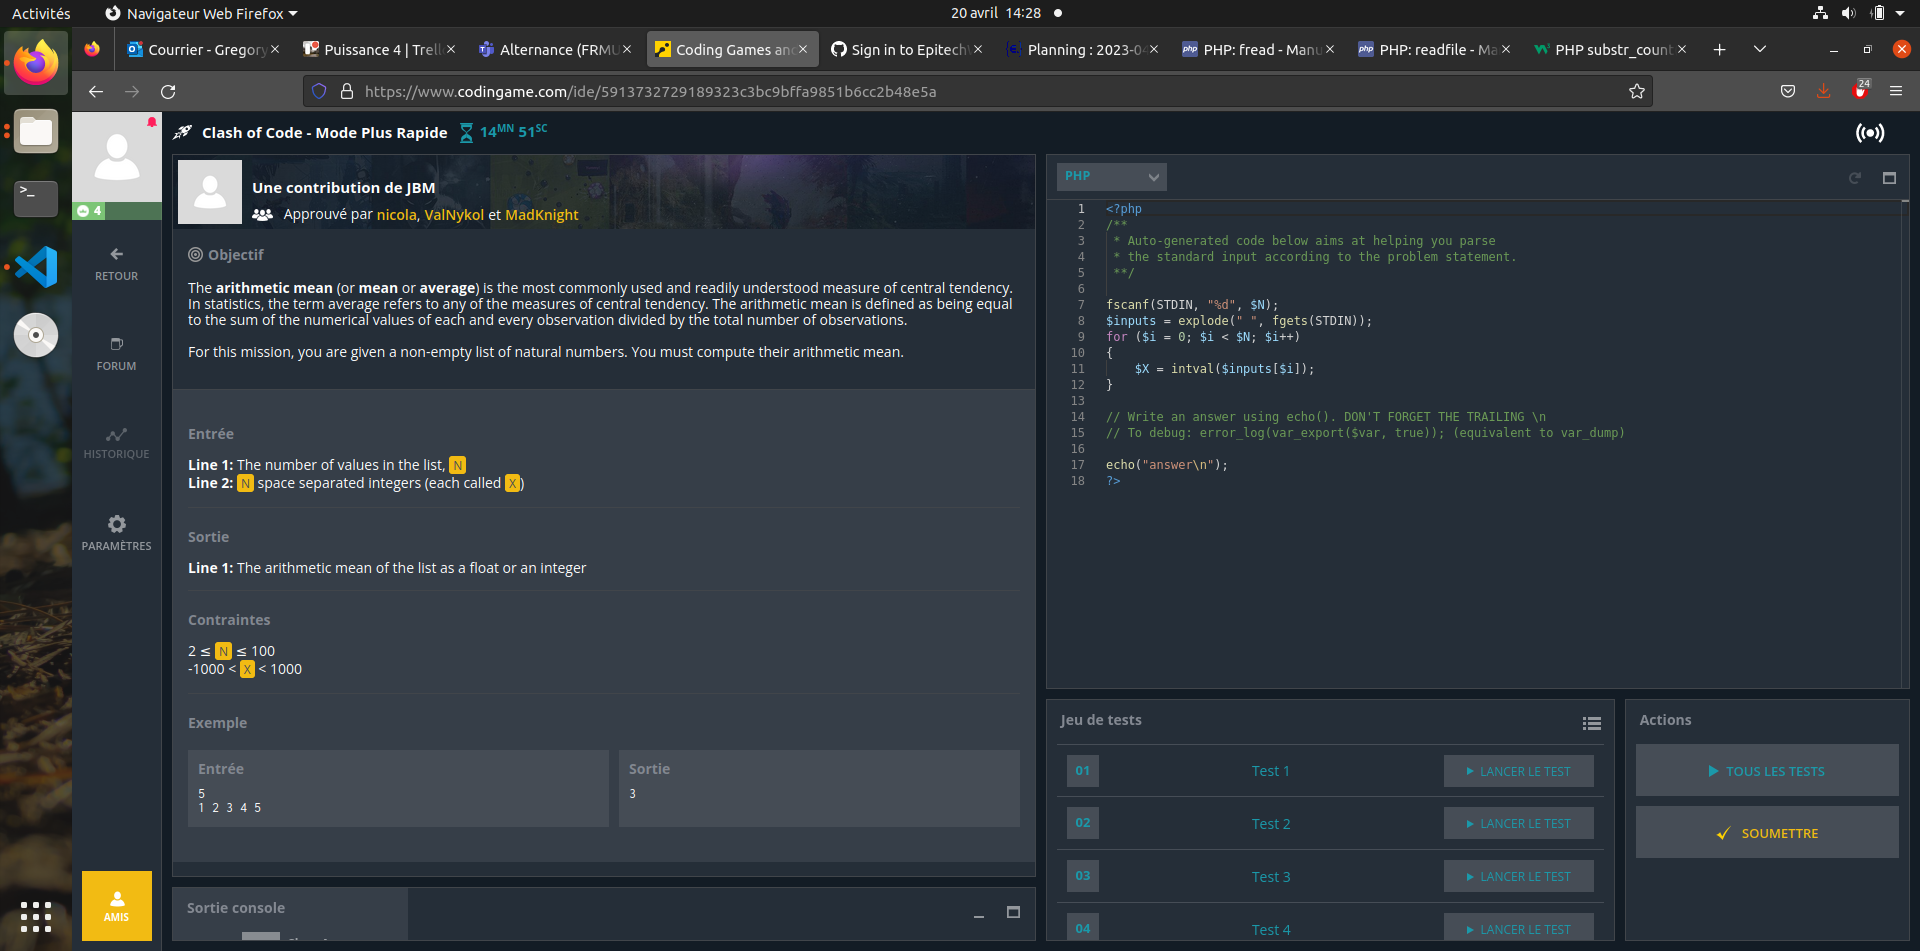 Activités
Navigateur Web Firefox
20 avril 14:28
Courrier - Gregory
Puissance 4 | Trell
Alternance (FRMU
Coding Games an
Sign in to Epitech
Planning : 2023-04
PHP: fread - Manu
PHP: readfile - Ma
PHP substr_count
https://www.codingame.com/ide/5913732729189323c3bc9bffa9851b6cc2b48e5a
24
Clash of Code - Mode Plus Rapide
14MN 51SC
4
RETOUR
FORUM
HISTORIQUE
PARAMÈTRES
AMIS
Une contribution de JBM
Approuvé par nicola, ValNykol et MadKnight
Objectif
The arithmetic mean (or mean or average) is the most commonly used and readily understood measure of central tendency.
In statistics, the term average refers to any of the measures of central tendency. The arithmetic mean is defined as being equal
to the sum of the numerical values of each and every observation divided by the total number of observations.
For this mission, you are given a non-empty list of natural numbers. You must compute their arithmetic mean.
Entrée
Line 1: The number of values in the list, N
Line 2: N space separated integers (each called X)
Sortie
Line 1: The arithmetic mean of the list as a float or an integer
Contraintes
2 ≤ N ≤ 100
-1000 < X < 1000
Exemple
Entrée
5
1 2 3 4 5
Sortie
3
Sortie console
PHP
1 <?php
2 /**
3 * Auto-generated code below aims at helping you parse
4 * the standard input according to the problem statement.
5 **/
6
7 fscanf(STDIN, "%d", $N);
8 $inputs = explode(" ", fgets(STDIN));
9 for ($i = 0; $i < $N; $i++)
10 {
11 $X = intval($inputs[$i]);
12 }
13
14 // Write an answer using echo(). DON'T FORGET THE TRAILING \n
15 // To debug: error_log(var_export($var, true)); (equivalent to var_dump)
16
17 echo("answer\n");
18 ?>
Jeu de tests
01 Test 1 LANCER LE TEST
02 Test 2 LANCER LE TEST
03 Test 3 LANCER LE TEST
04 Test 4 LANCER LE TEST
Actions
TOUS LES TESTS
SOUMETTRE